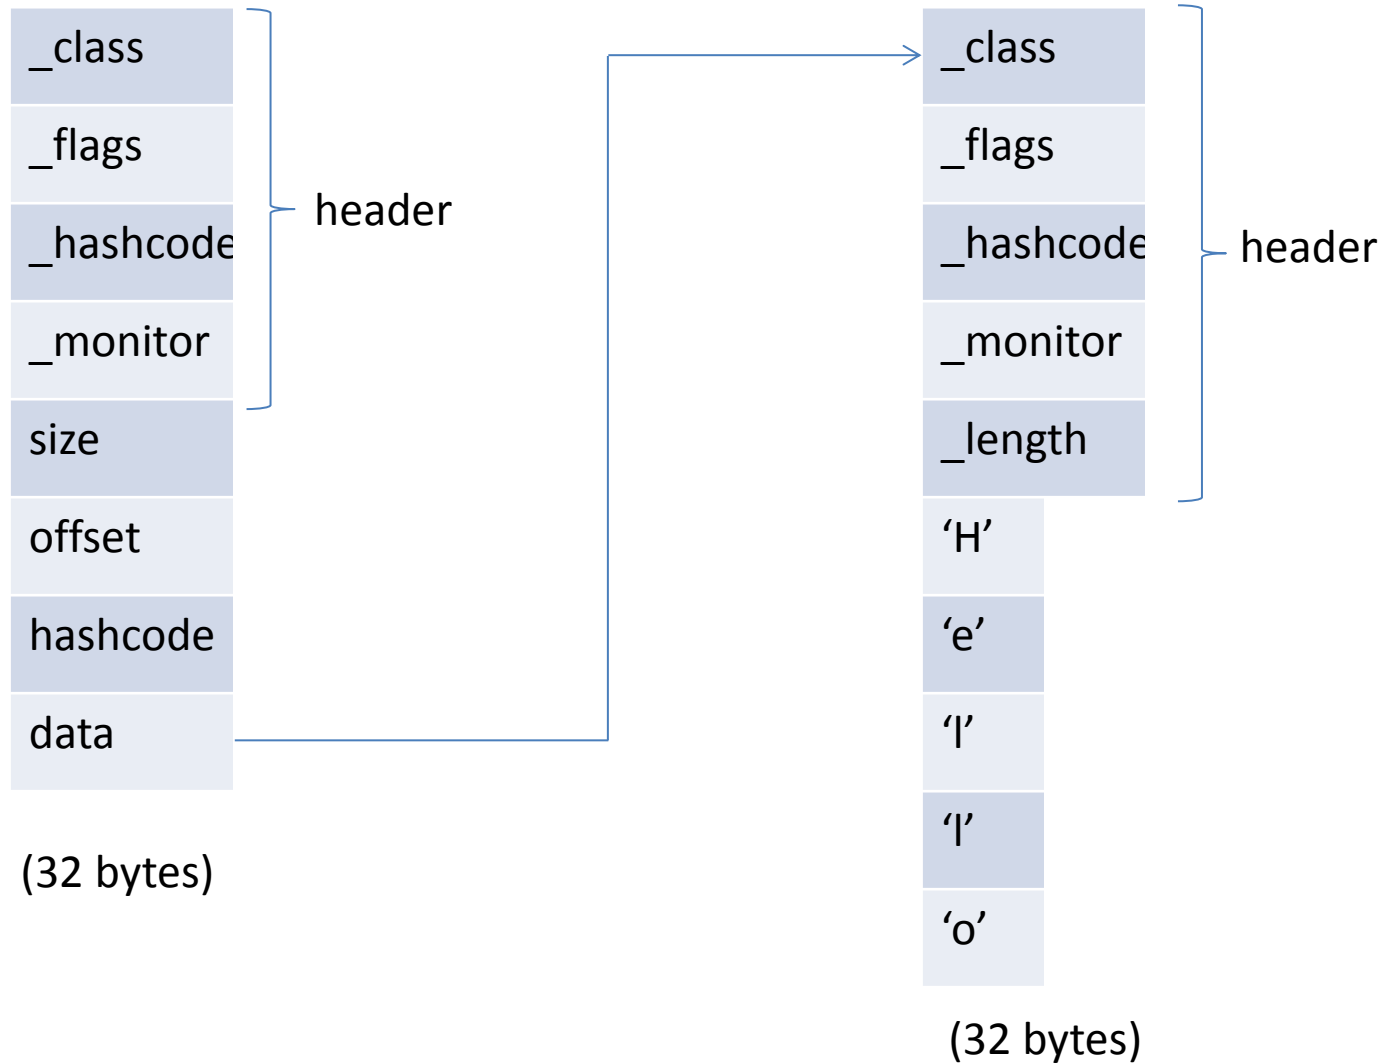 _class
_flags
_hashcode
_monitor
size
offset
hashcode
data
header
(32 bytes)
_class
_flags
_hashcode
_monitor
_length
‘H’
‘e’
‘l’
‘l’
‘o’
header
(32 bytes)